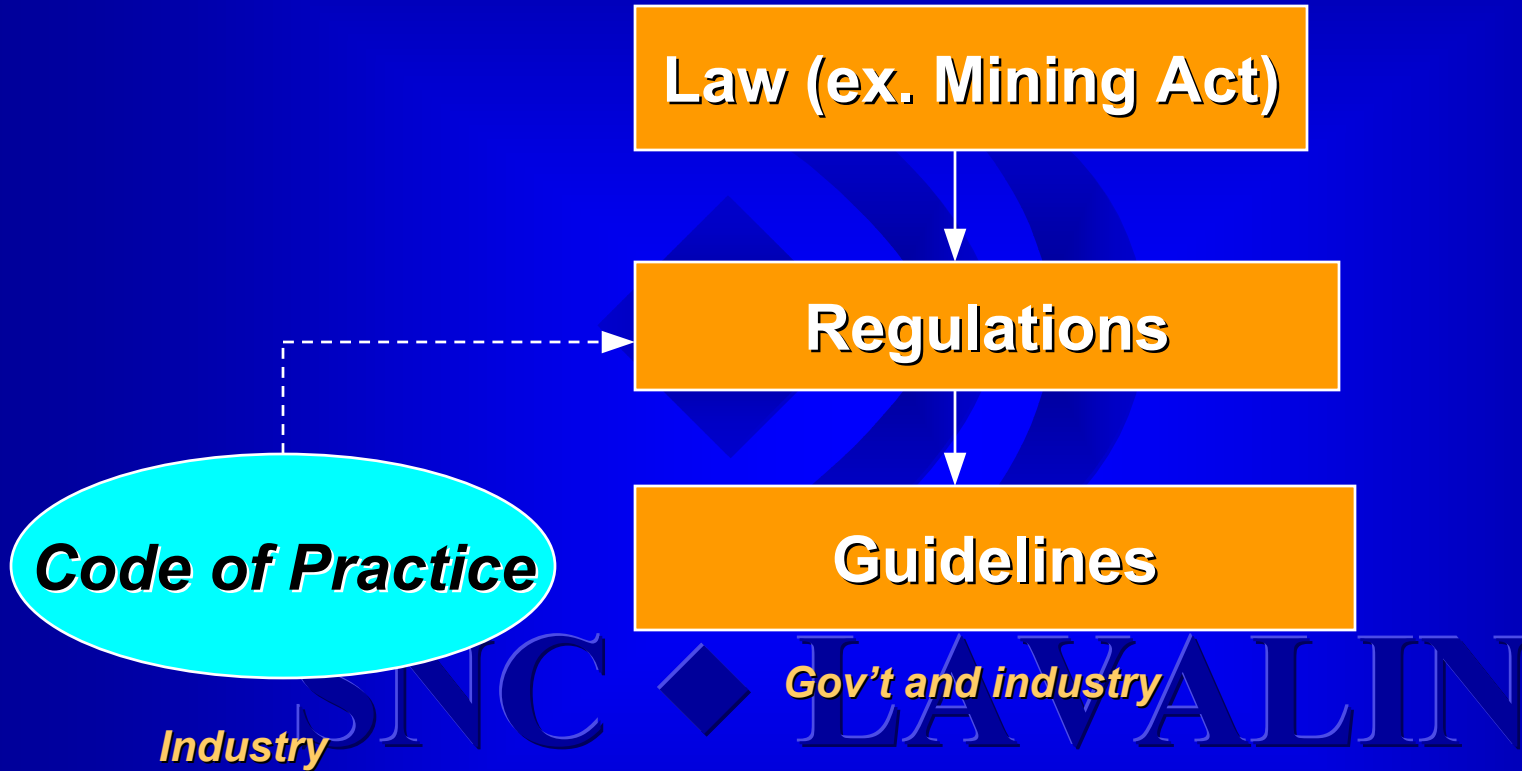 Law (ex. Mining Act)
Regulations
Code of Practice
Guidelines
Gov't and industry
SNC ◆ LAVALIN
Industry